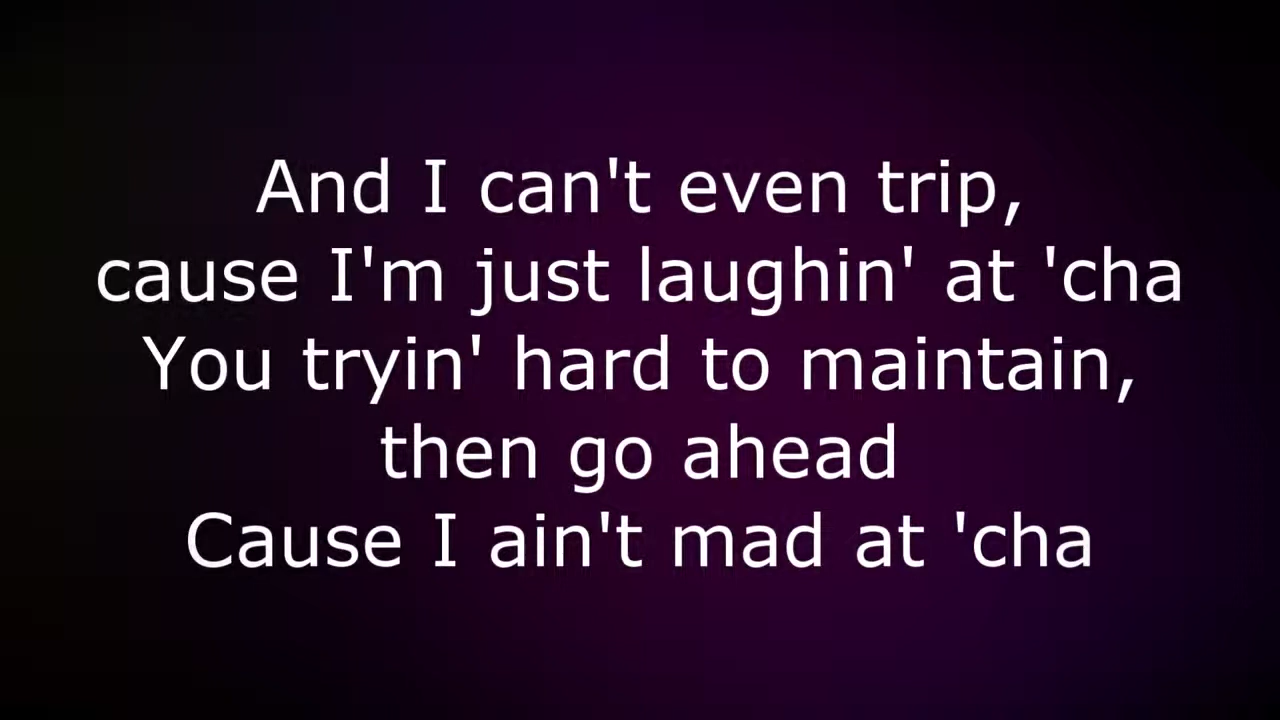 And I can't even trip,
cause I'm just laughin' at 'cha
You tryin' hard to maintain,
then go ahead
Cause I ain't mad at 'cha